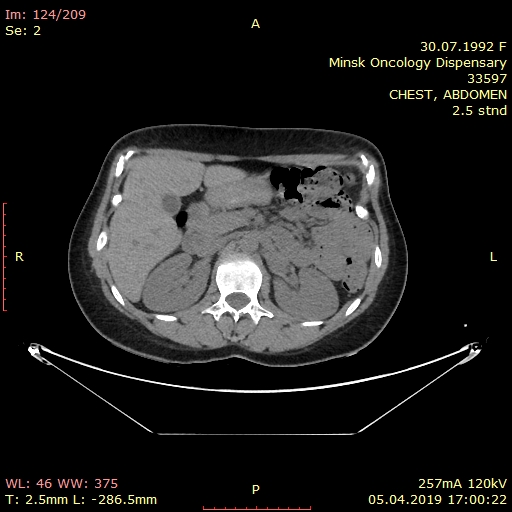 Im: 124/209
Se: 2
A
30.07.1992 F
Minsk Oncology Dispensary
33597
CHEST, ABDOMEN
2.5 stnd
R
L
WL: 46 WW: 375
T: 2.5mm L: -286.5mm
P
257mA 120kV
05.04.2019 17:00:22